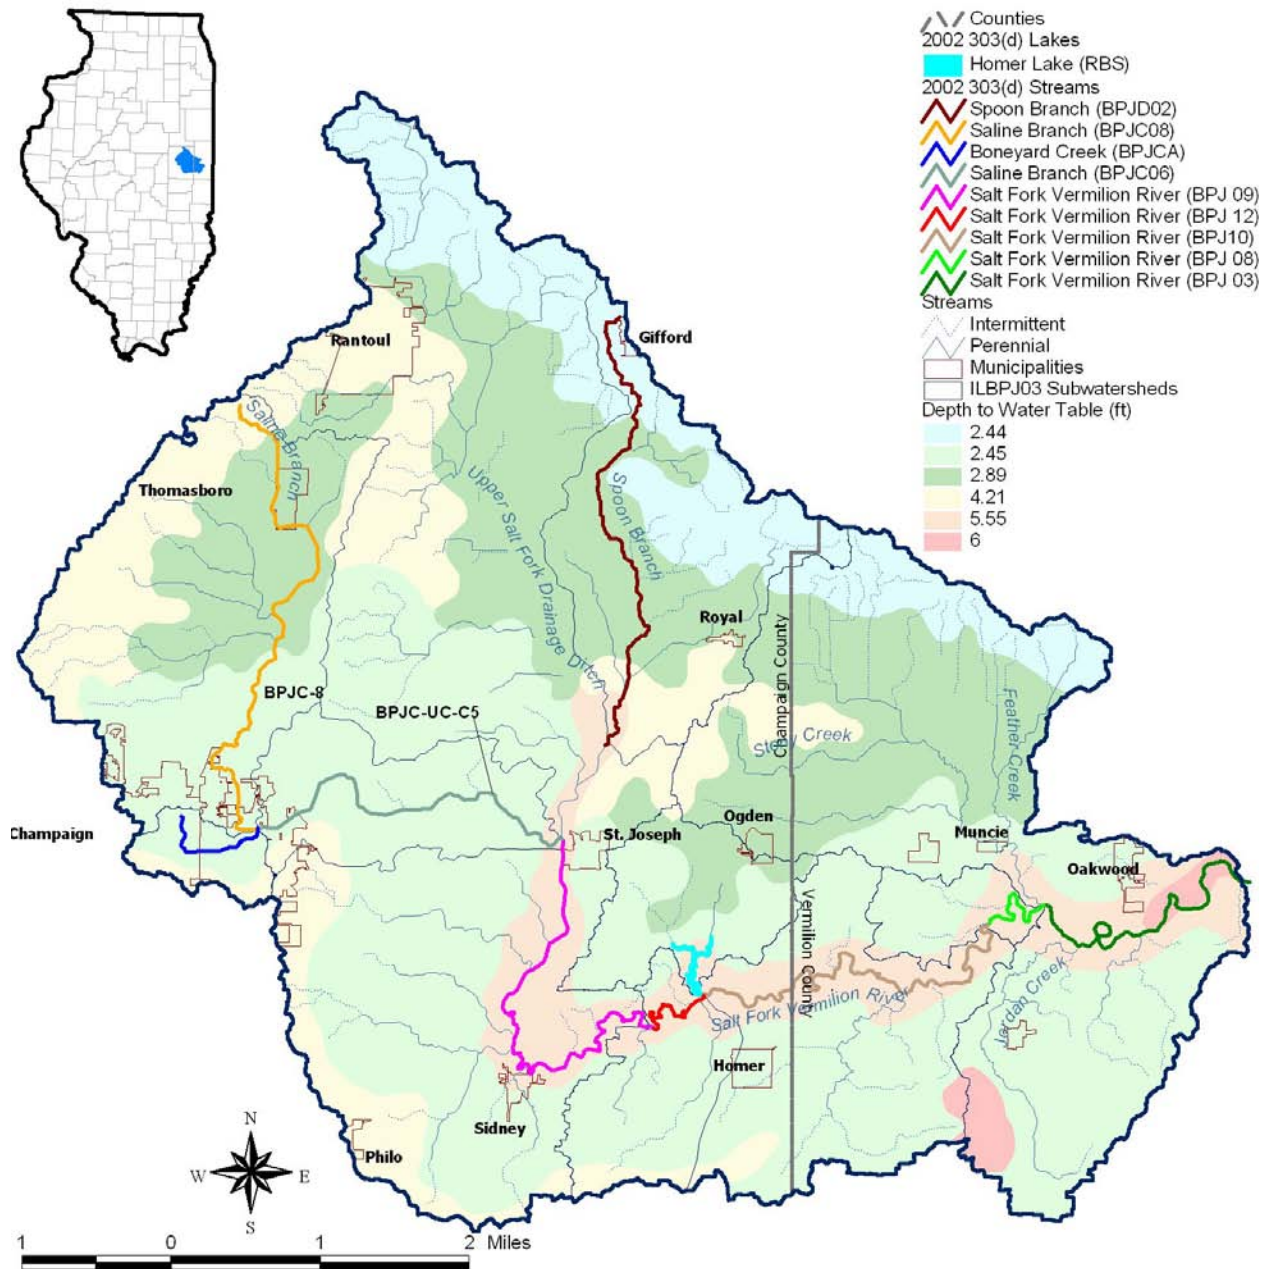 Counties
2002 303(d) Lakes
Homer Lake (RBS)
2002 303(d) Streams
Spoon Branch (BPJD02)
Saline Branch (BPJC08)
Boneyard Creek (BPJCA)
Saline Branch (BPJC06)
Salt Fork Vermilion River (BPJ 09)
Salt Fork Vermilion River (BPJ 12)
Salt Fork Vermilion River (BPJ10)
Salt Fork Vermilion River (BPJ 08)
Salt Fork Vermilion River (BPJ 03)
Streams
Intermittent
Perennial
Municipalities
ILBPJ03 Subwatersheds
Depth to Water Table (ft)
2.44
2.45
2.89
4.21
5.55
6
Rantoul
Gifford
Saline Branch
Thomasboro
Upper Salt Fork Drainage Ditch
Spoon Branch
Royal
Champaign County
BPJC-8
BPJC-UC-C5
Stony Creek
Feather Creek
Champaign
St. Joseph
Ogden
Muncie
Oakwood
Vermilion County
Salt Fork Vermilion River
Jordan Creek
Homer
Sidney
Philo
N
W E
S
1 0 1 2 Miles